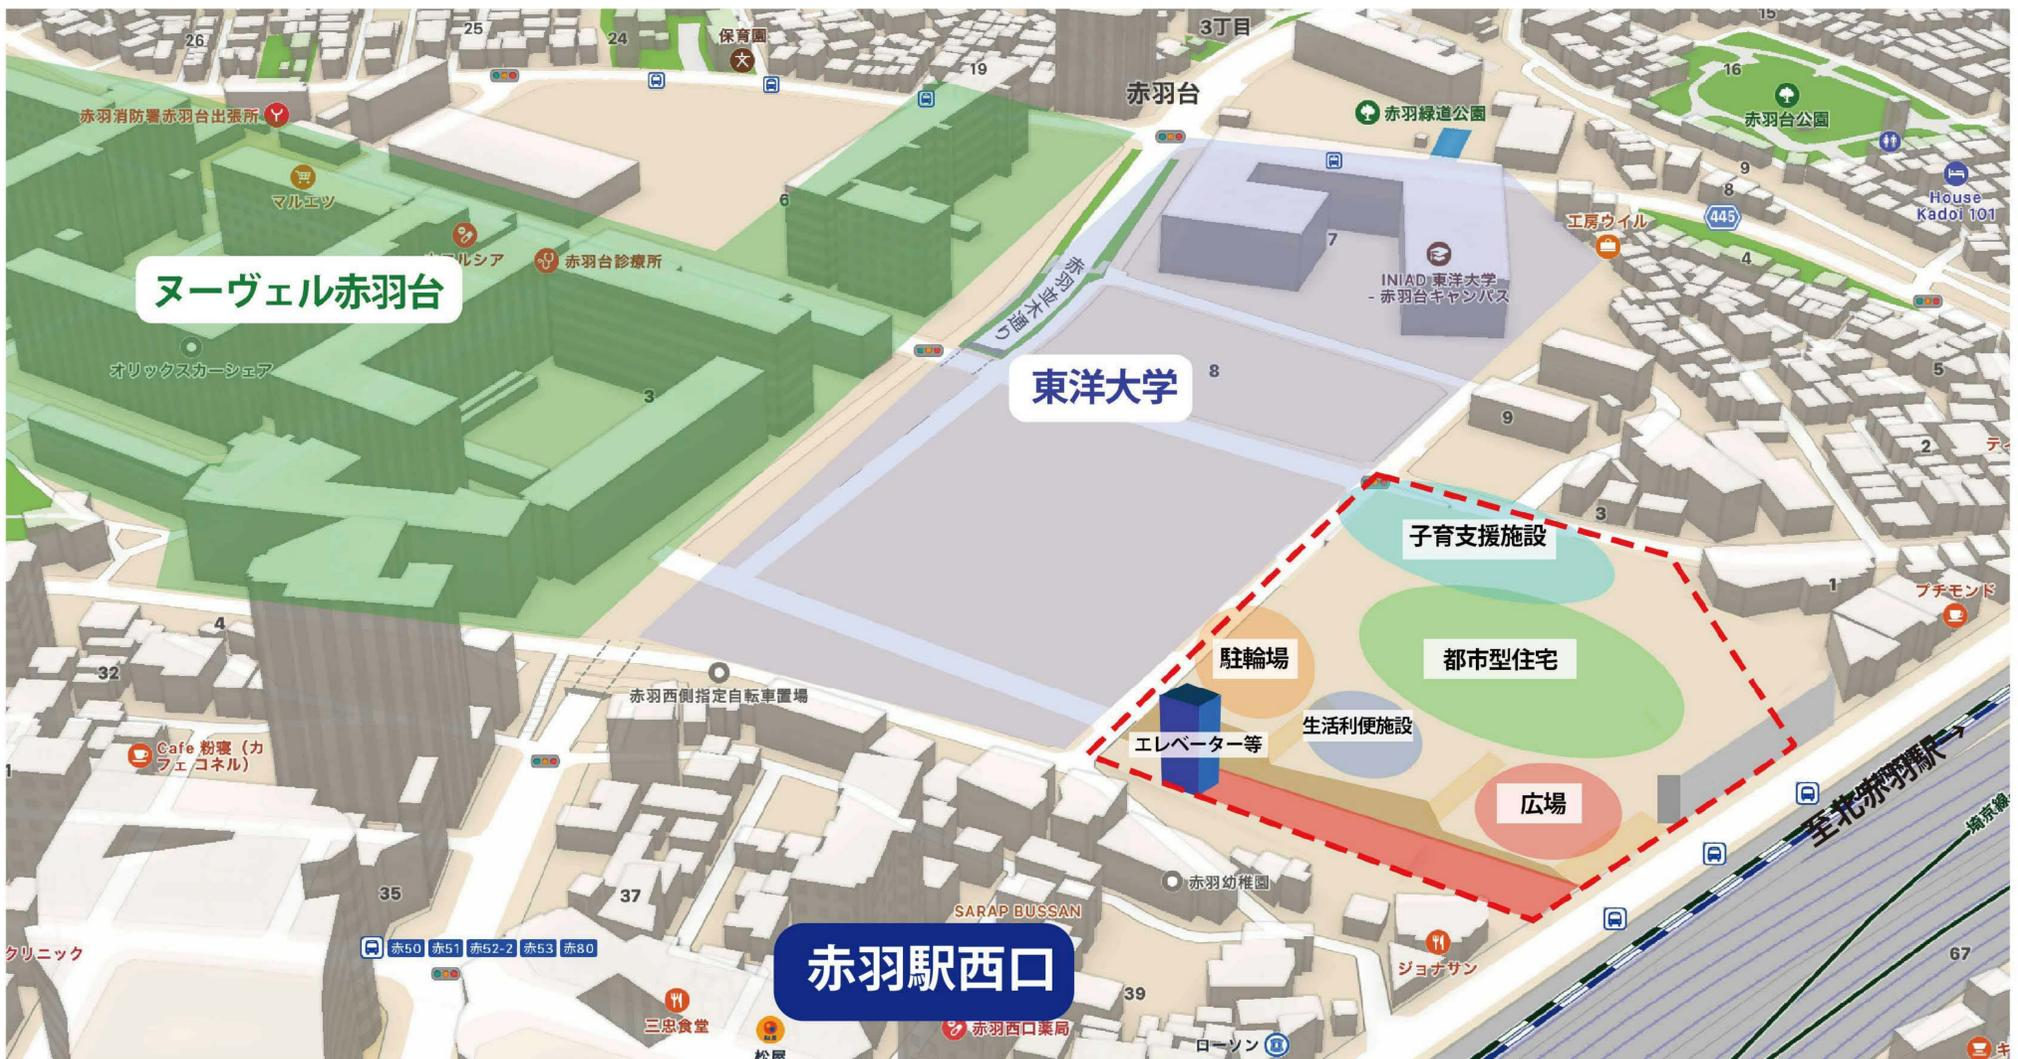 26
25
24
保育園
19
3丁目
15
赤羽台
16
赤羽消防署赤羽台出張所
赤羽緑道公園
赤羽台公園
マルエツ
6
9
8
House
Kadoi 101
445
工房ウイル
ルシア
赤羽台診療所
7
4
INIAD 東洋大学
- 赤羽台キャンパス
ヌーヴェル赤羽台
赤羽並木通り
オリックスカーシェア
3
東洋大学
8
5
9
2
ティ
子育支援施設
3
1
プチモンド
4
32
駐輪場
都市型住宅
赤羽西側指定自転車置場
エレベーター等
生活利便施設
Cafe 粉寝（カ
フェ コネル）
1
広場
至北赤羽駅→
埼京線
35
37
赤羽幼稚園
SARAP BUSSAN
クリニック
赤50 赤51 赤52-2 赤53 赤80
赤羽駅西口
ジョナサン
67
39
三忠食堂
赤羽西口薬局
松屋
ローソン
キ